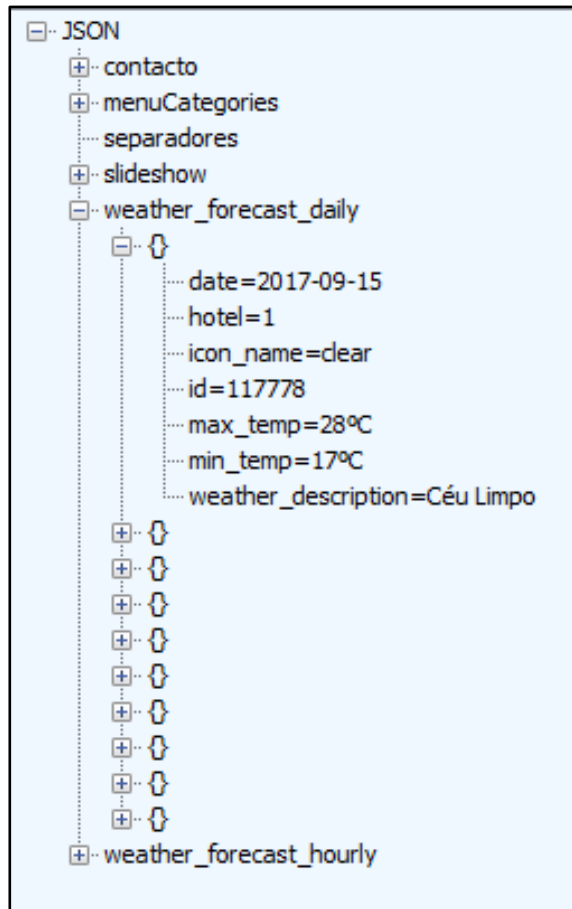 JSON
contacto
menuCategories
separadores
slideshow
weather_forecast_daily
{}
date=2017-09-15
hotel=1
icon_name=clear
id=117778
max_temp=28ºC
min_temp=17ºC
weather_description=Céu Limpo
{}
{}
{}
{}
{}
{}
{}
{}
{}
weather_forecast_hourly